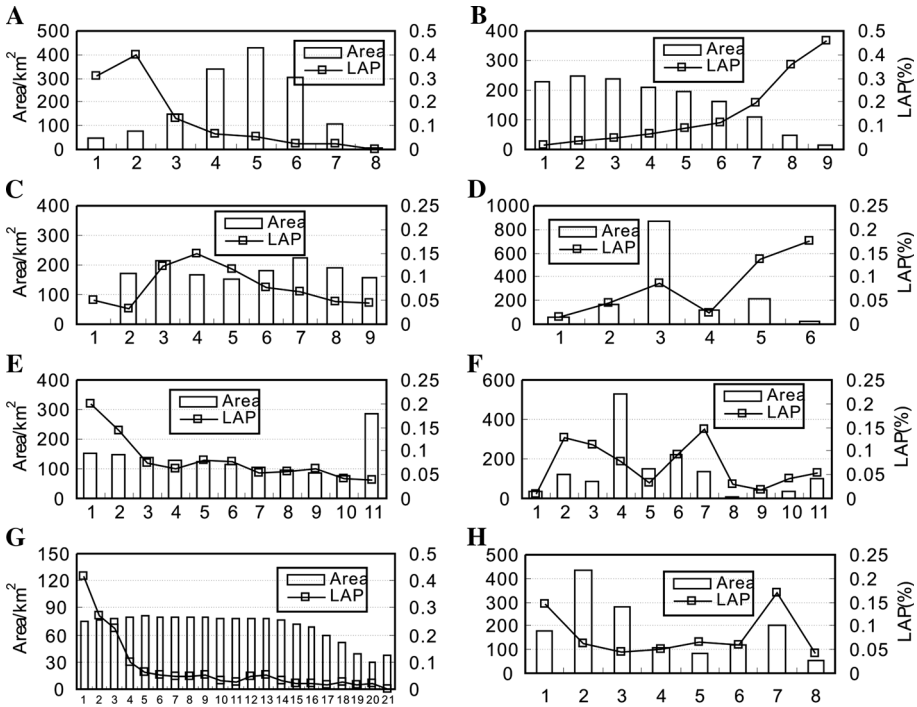 A
500
400
300
200
100
0
Area/km²
0.5
0.4
0.3
0.2
0.1
0
Area
LAP
1 2 3 4 5 6 7 8
B
400
300
200
100
0
0.5
0.4
0.3
0.2
0.1
0
LAP(%)
Area
LAP
1 2 3 4 5 6 7 8 9
C
400
300
200
100
0
Area/km²
0.25
0.2
0.15
0.1
0.05
0
Area
LAP
1 2 3 4 5 6 7 8 9
D
1000
800
600
400
200
0
0.25
0.2
0.15
0.1
0.05
0
LAP(%)
Area
LAP
1 2 3 4 5 6
E
400
300
200
100
0
Area/km²
0.25
0.2
0.15
0.1
0.05
0
Area
LAP
1 2 3 4 5 6 7 8 9 10 11
F
600
400
200
0
0.25
0.2
0.15
0.1
0.05
0
LAP(%)
Area
LAP
1 2 3 4 5 6 7 8 9 10 11
G
150
120
90
60
30
0
Area/km²
0.5
0.4
0.3
0.2
0.1
0
Area
LAP
1 2 3 4 5 6 7 8 9 10 11 12 13 14 15 16 17 18 19 20 21
H
500
400
300
200
100
0
0.25
0.2
0.15
0.1
0.05
0
LAP(%)
Area
LAP
1 2 3 4 5 6 7 8